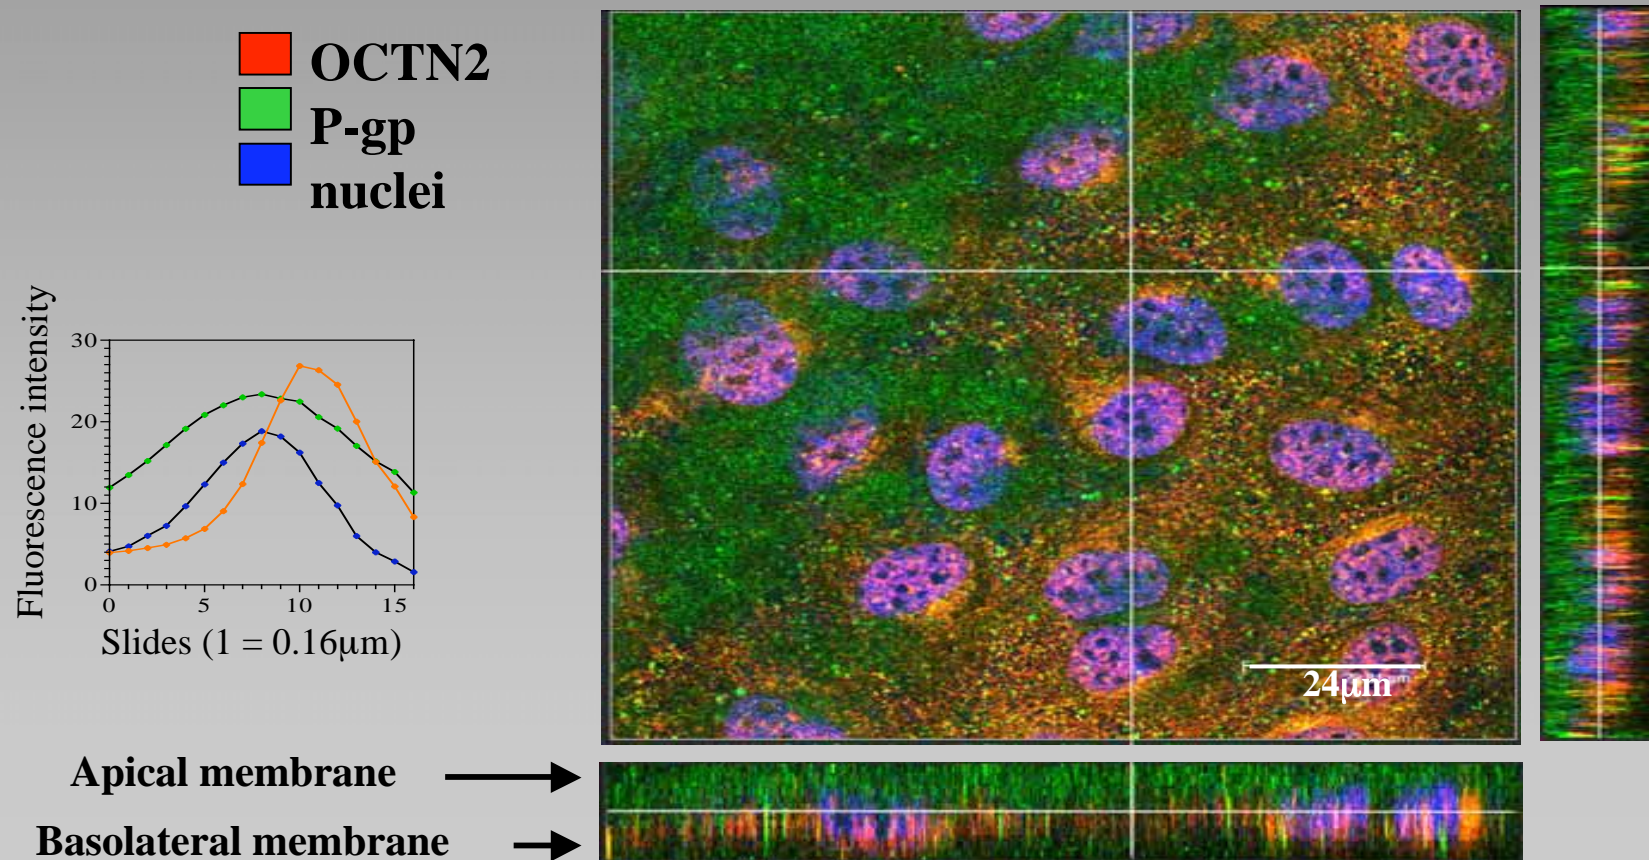 OCTN2
P-gp
nuclei
Fluorescence intensity
30
20
10
0
0 5 10 15
Slides (1 = 0.16µm)
24µm
Apical membrane
Basolateral membrane